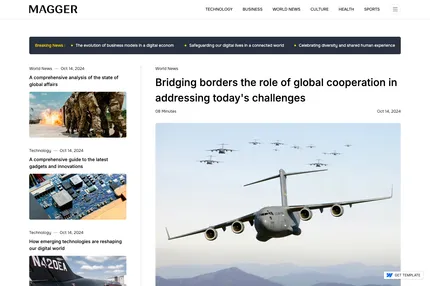 MAGGER
TECHNOLOGY BUSINESS WORLD NEWS CULTURE HEALTH SPORTS
Breaking News : The evolution of business models in a digital econom Safeguarding our digital lives in a connected world Celebrating diversity and shared human experience
World News — Oct 14, 2024
A comprehensive analysis of the state of
global affairs
Technology — Oct 14, 2024
A comprehensive guide to the latest
gadgets and innovations
Technology — Oct 14, 2024
How emerging technologies are reshaping
our digital world
N420EA
World News
Bridging borders the role of global cooperation in
addressing today's challenges
08 Minutes Oct 14, 2024
GET TEMPLATE